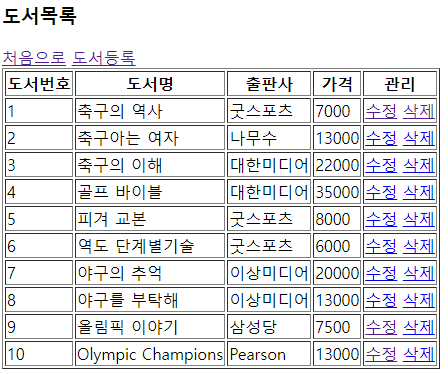 도서목록
처음으로 도서등록
도서번호 도서명 출판사 가격 관리
1 축구의 역사 굿스포츠 7000 수정 삭제
2 축구아는 여자 나무수 13000 수정 삭제
3 축구의 이해 대한미디어 22000 수정 삭제
4 골프 바이블 대한미디어 35000 수정 삭제
5 피겨 교본 굿스포츠 8000 수정 삭제
6 역도 단계별기술 굿스포츠 6000 수정 삭제
7 야구의 추억 이상미디어 20000 수정 삭제
8 야구를 부탁해 이상미디어 13000 수정 삭제
9 올림픽 이야기 삼성당 7500 수정 삭제
10 Olympic Champions Pearson 13000 수정 삭제